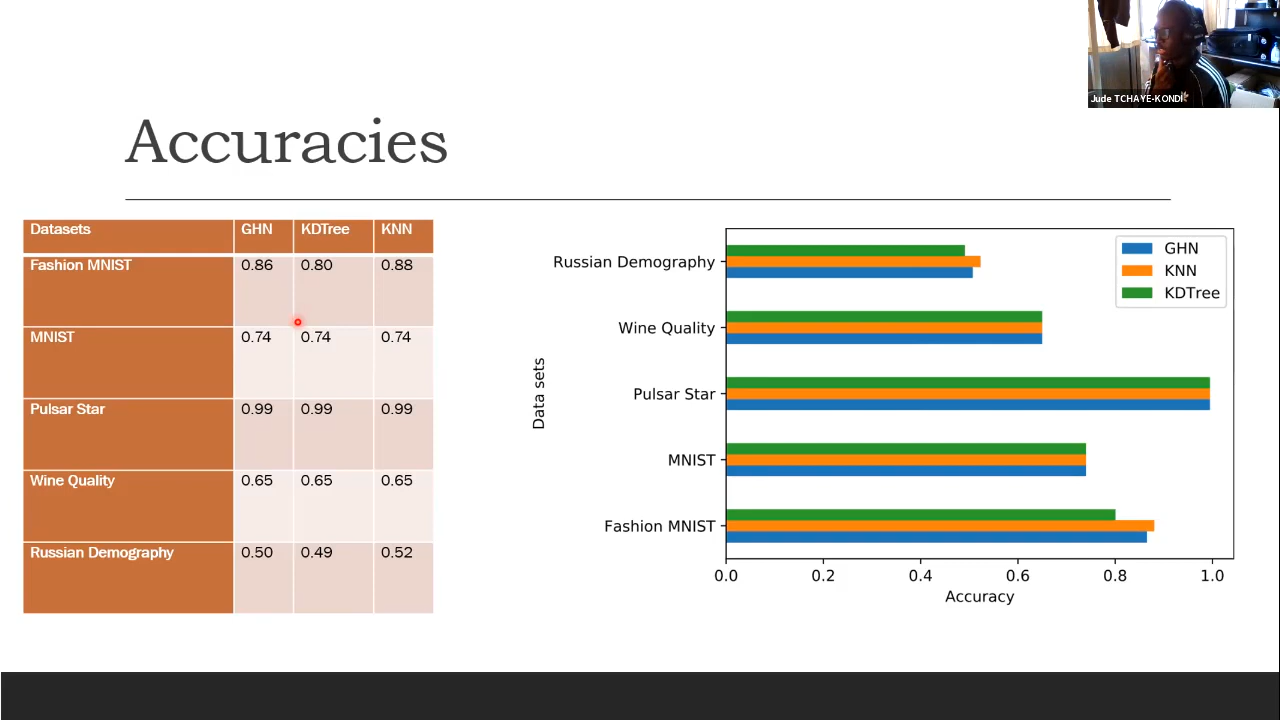 Jude TCHAYE-KONDI
Accuracies
Datasets GHN KDTree KNN
Fashion MNIST 0.86 0.80 0.88
MNIST 0.74 0.74 0.74
Pulsar Star 0.99 0.99 0.99
Wine Quality 0.65 0.65 0.65
Russian Demography 0.50 0.49 0.52
GHN
KNN
KDTree
Russian Demography
Wine Quality
Pulsar Star
MNIST
Fashion MNIST
Data sets
0.0 0.2 0.4 0.6 0.8 1.0
Accuracy